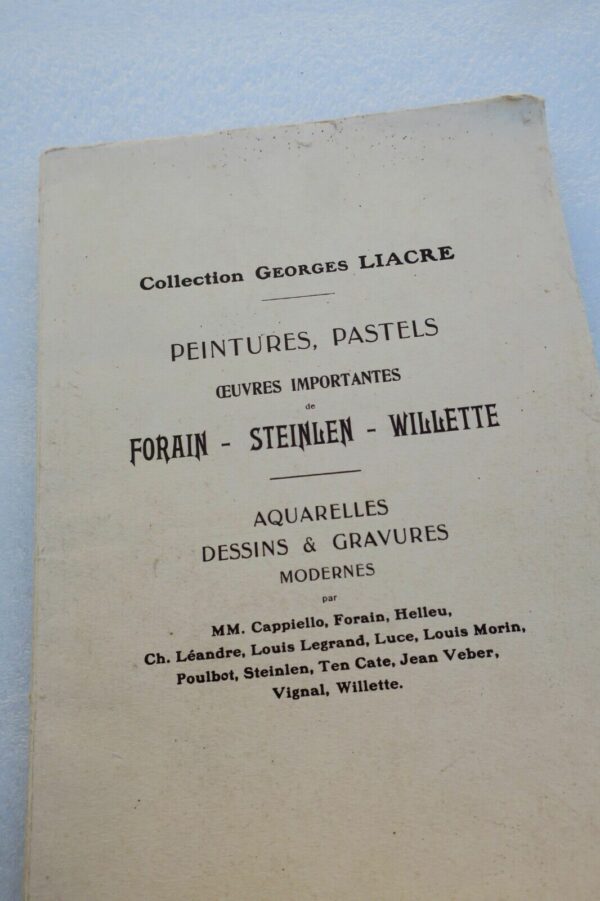 Collection GEORGES LIACRE
PEINTURES, PASTELS
ŒUVRES IMPORTANTES
de
FORAIN - STEINLEN - WILLETTE
AQUARELLES
DESSINS & GRAVURES
MODERNES
par
MM. Cappiello, Forain, Helleu,
Ch. Léandre, Louis Legrand, Luce, Louis Morin,
Poulbot, Steinlen, Ten Cate, Jean Veber,
Vignal, Willette.